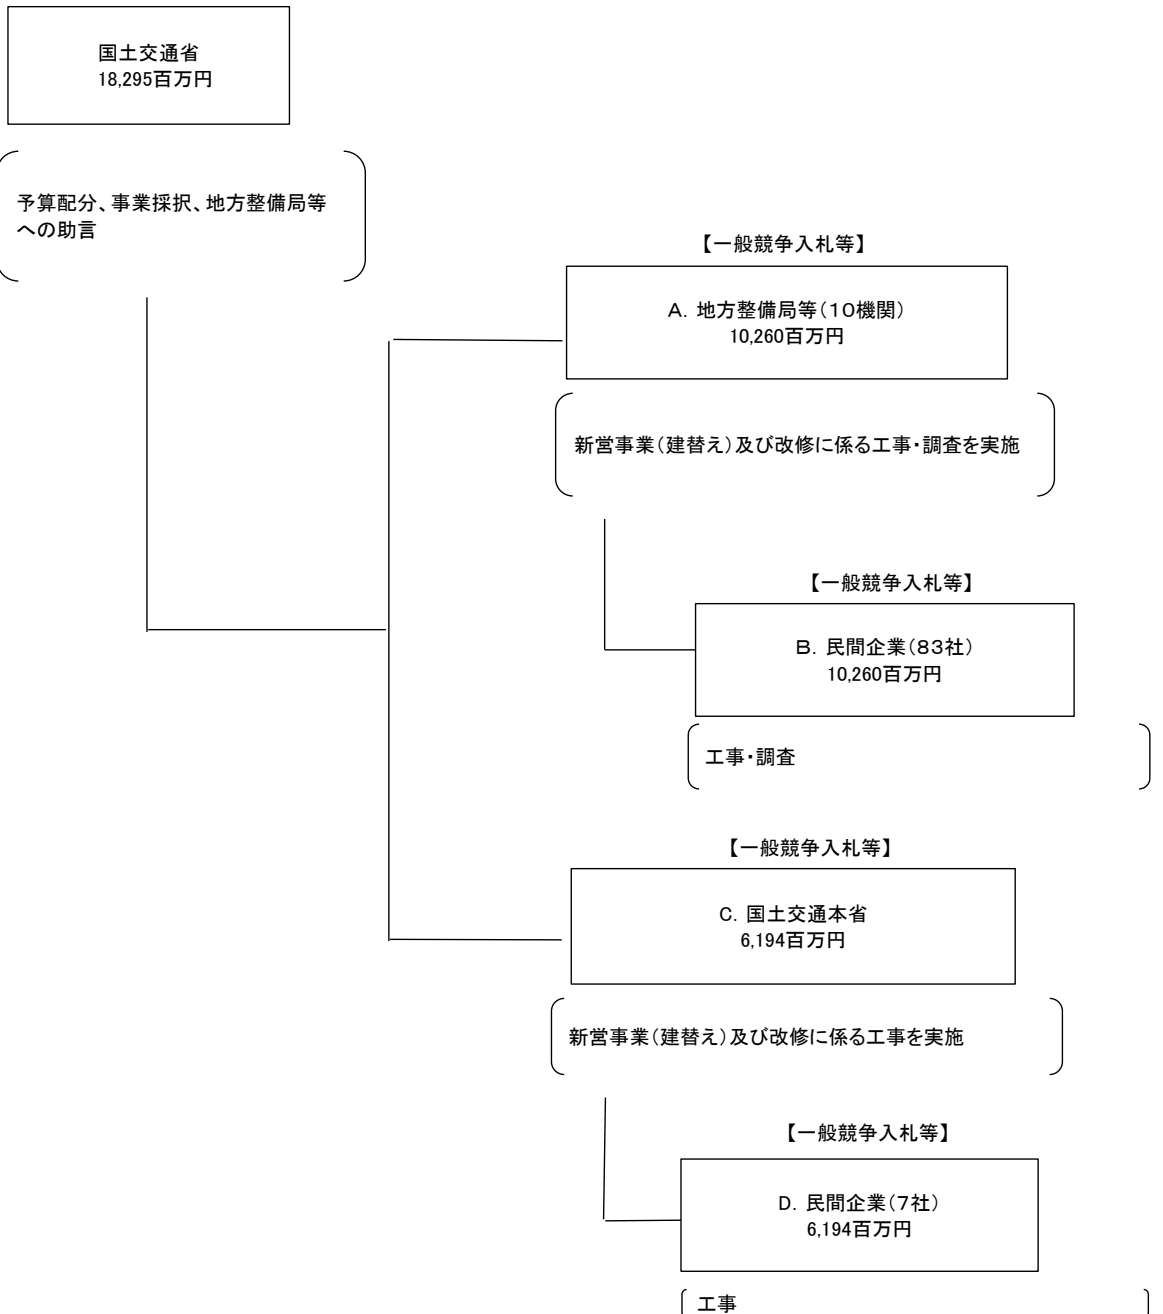 国土交通省
18,295百万円
予算配分、事業採択、地方整備局等
への助言
【一般競争入札等】
A．地方整備局等（１０機関）
10,260百万円
新営事業（建替え）及び改修に係る工事・調査を実施
【一般競争入札等】
B．民間企業（８３社）
10,260百万円
工事・調査
【一般競争入札等】
C．国土交通本省
6,194百万円
新営事業（建替え）及び改修に係る工事を実施
【一般競争入札等】
D．民間企業（７社）
6,194百万円
工事